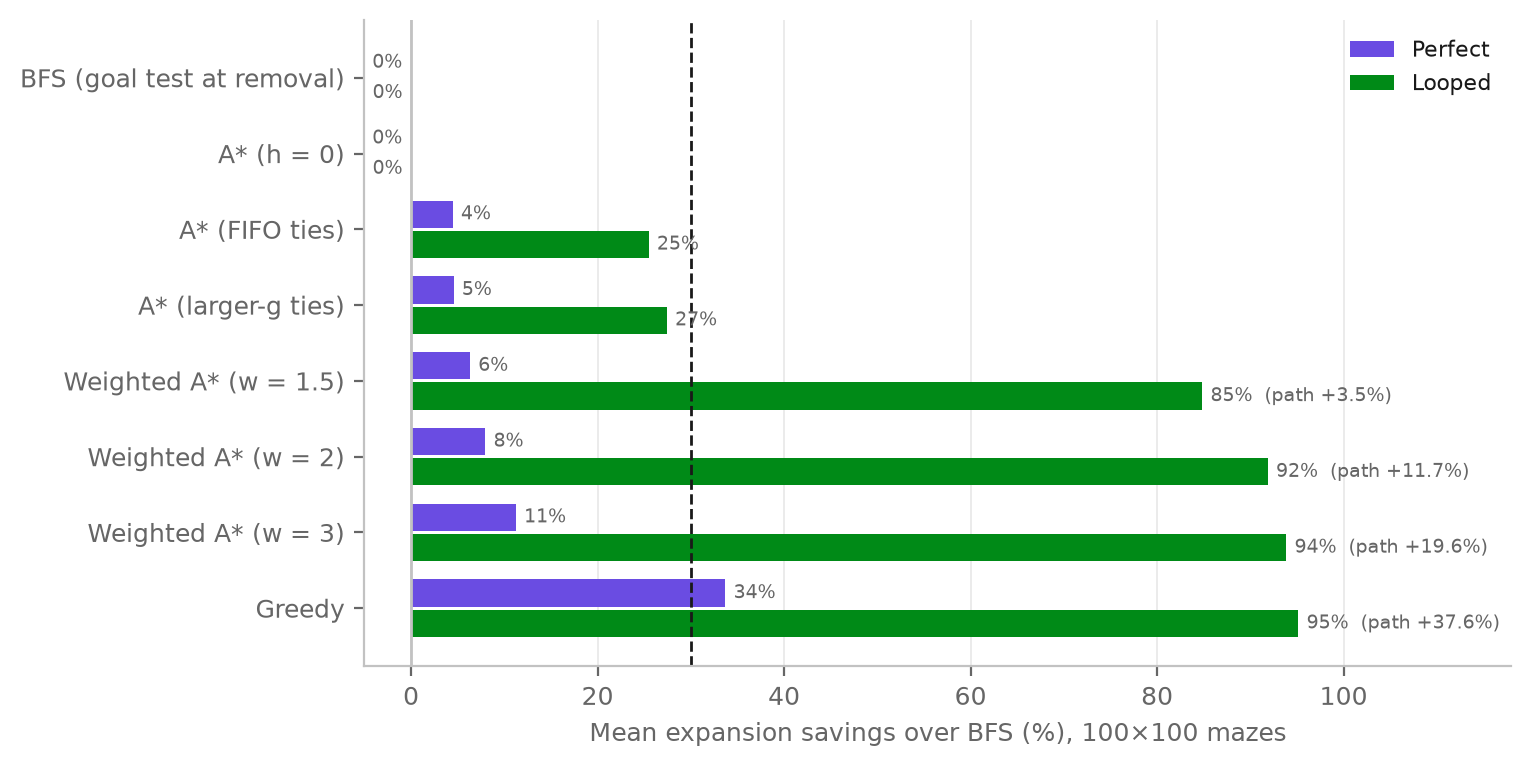 Perfect
Looped
BFS (goal test at removal)
0%
0%
A* (h = 0)
0%
0%
A* (FIFO ties)
4%
25%
A* (larger-g ties)
5%
27%
Weighted A* (w = 1.5)
6%
85% (path +3.5%)
Weighted A* (w = 2)
8%
92% (path +11.7%)
Weighted A* (w = 3)
11%
94% (path +19.6%)
Greedy
34%
95% (path +37.6%)
0 20 40 60 80 100
Mean expansion savings over BFS (%), 100×100 mazes